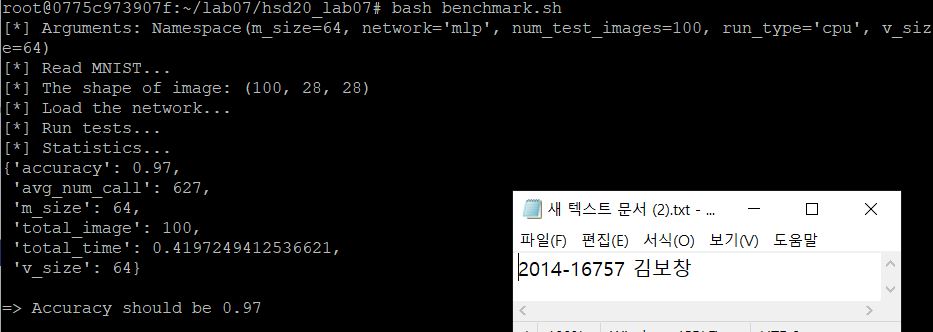 root@0775c973907f:~/lab07/hsd20_lab07# bash benchmark.sh
[*] Arguments: Namespace(m_size=64, network='mlp', num_test_images=100, run_type='cpu', v_siz
e=64)
[*] Read MNIST...
[*] The shape of image: (100, 28, 28)
[*] Load the network...
[*] Run tests...
[*] Statistics...
{'accuracy': 0.97,
 'avg_num_call': 627,
 'm_size': 64,
 'total_image': 100,
 'total_time': 0.4197249412536621,
 'v_size': 64}
=> Accuracy should be 0.97
새 텍스트 문서 (2).txt - ...
파일(F) 편집(E) 서식(O) 보기(V) 도움말
2014-16757 김보창